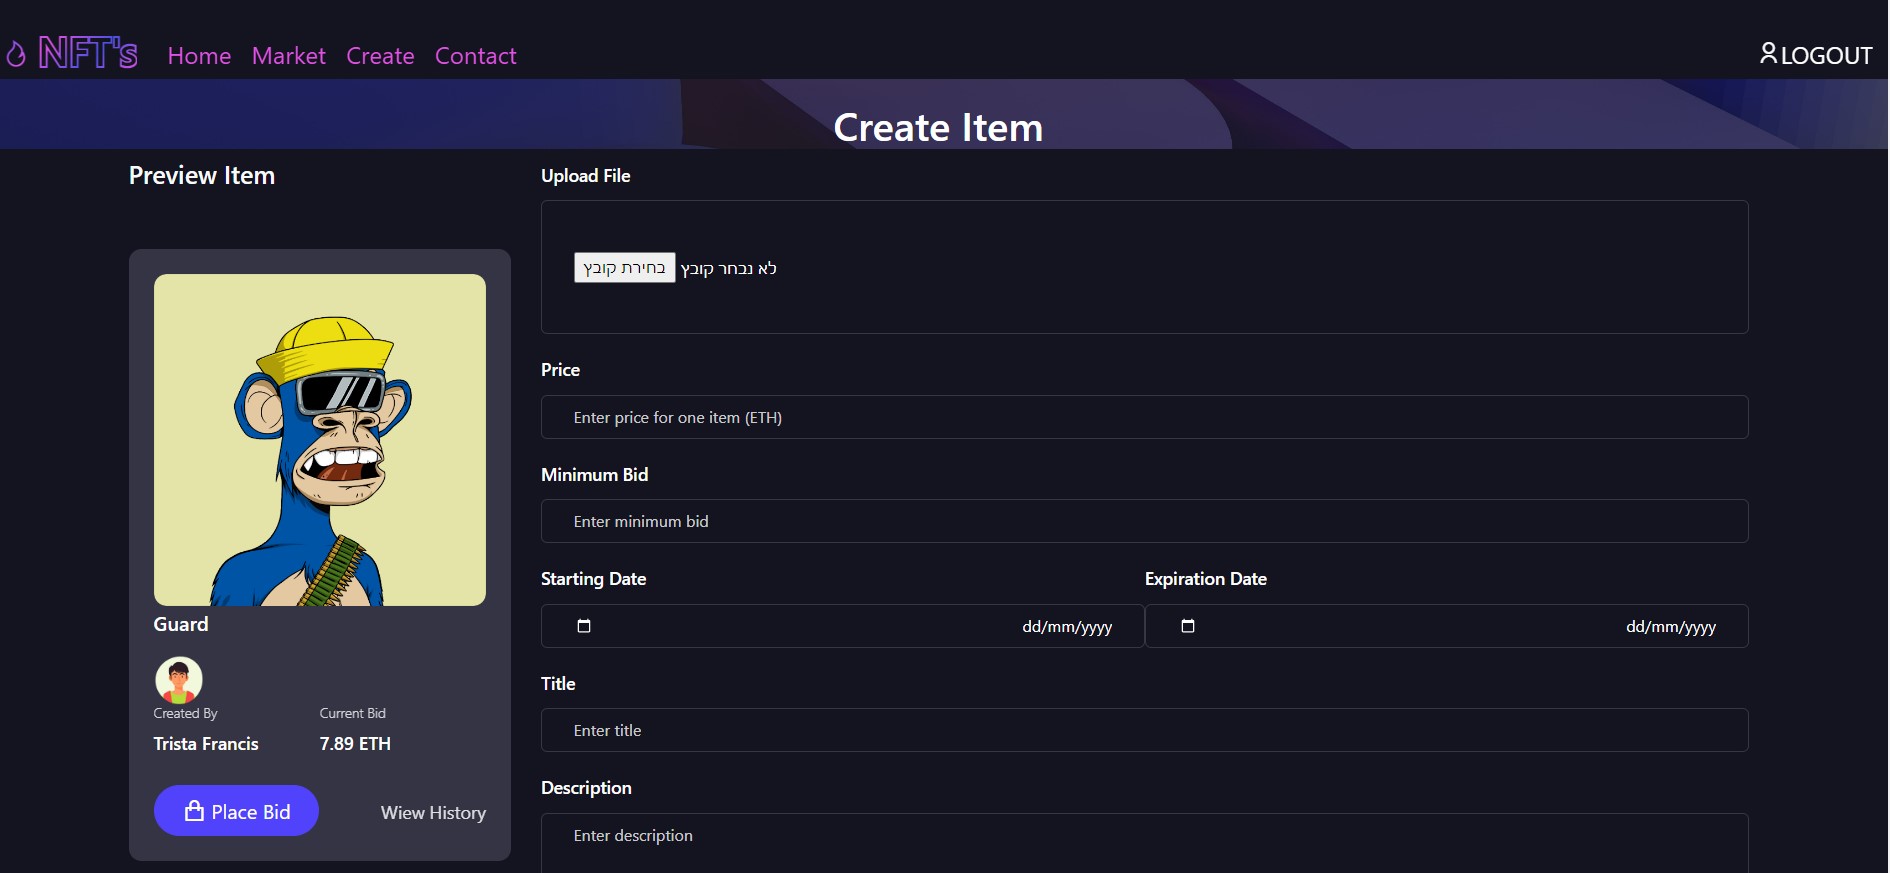 NFT's Home Market Create Contact LOGOUT
Create Item
Preview Item
Guard
Created By Current Bid
Trista Francis 7.89 ETH
Place Bid Wiew History
Upload File
בחירת קובץ לא נבחר קובץ
Price
Enter price for one item (ETH)
Minimum Bid
Enter minimum bid
Starting Date Expiration Date
dd/mm/yyyy dd/mm/yyyy
Title
Enter title
Description
Enter description